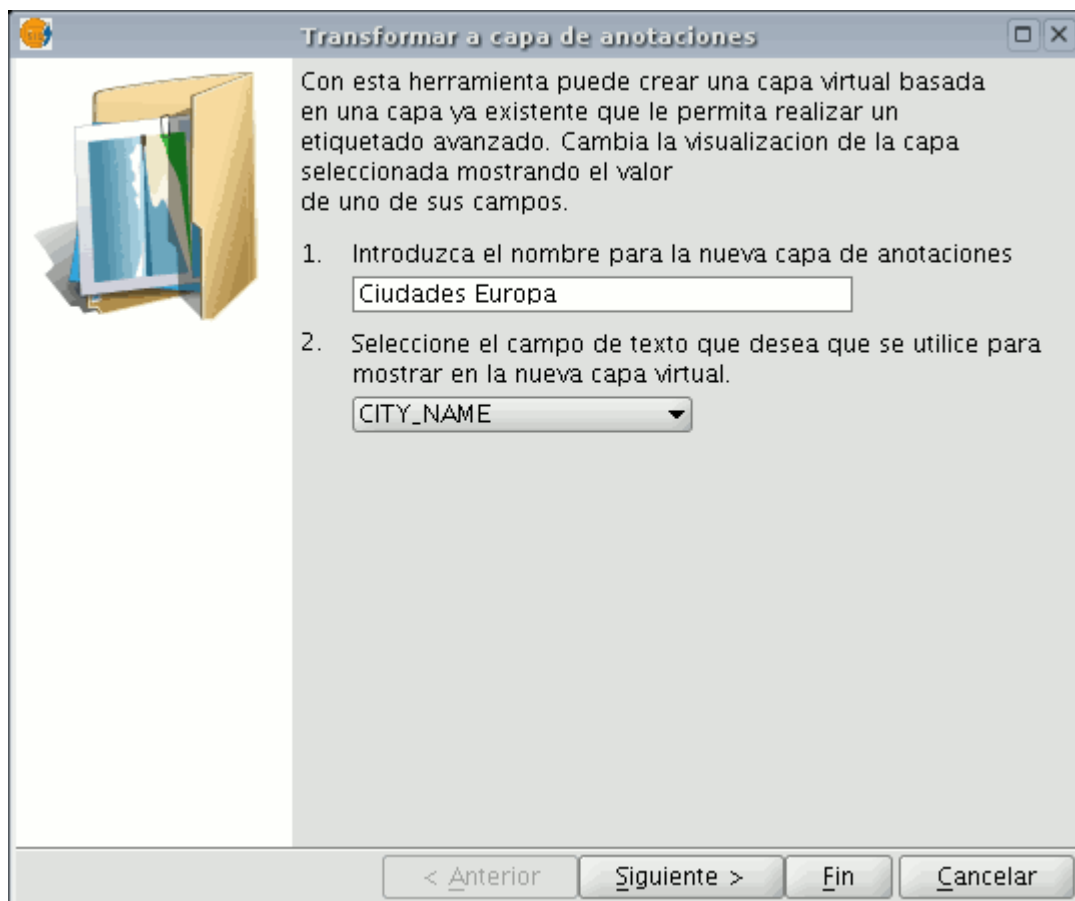 Transformar a capa de anotaciones
Con esta herramienta puede crear una capa virtual basada
en una capa ya existente que le permita realizar un
etiquetado avanzado. Cambia la visualizacion de la capa
seleccionada mostrando el valor
de uno de sus campos.
1. Introduzca el nombre para la nueva capa de anotaciones
Ciudades Europa
2. Seleccione el campo de texto que desea que se utilice para
mostrar en la nueva capa virtual.
CITY_NAME
< Anterior Siguiente > Fin Cancelar